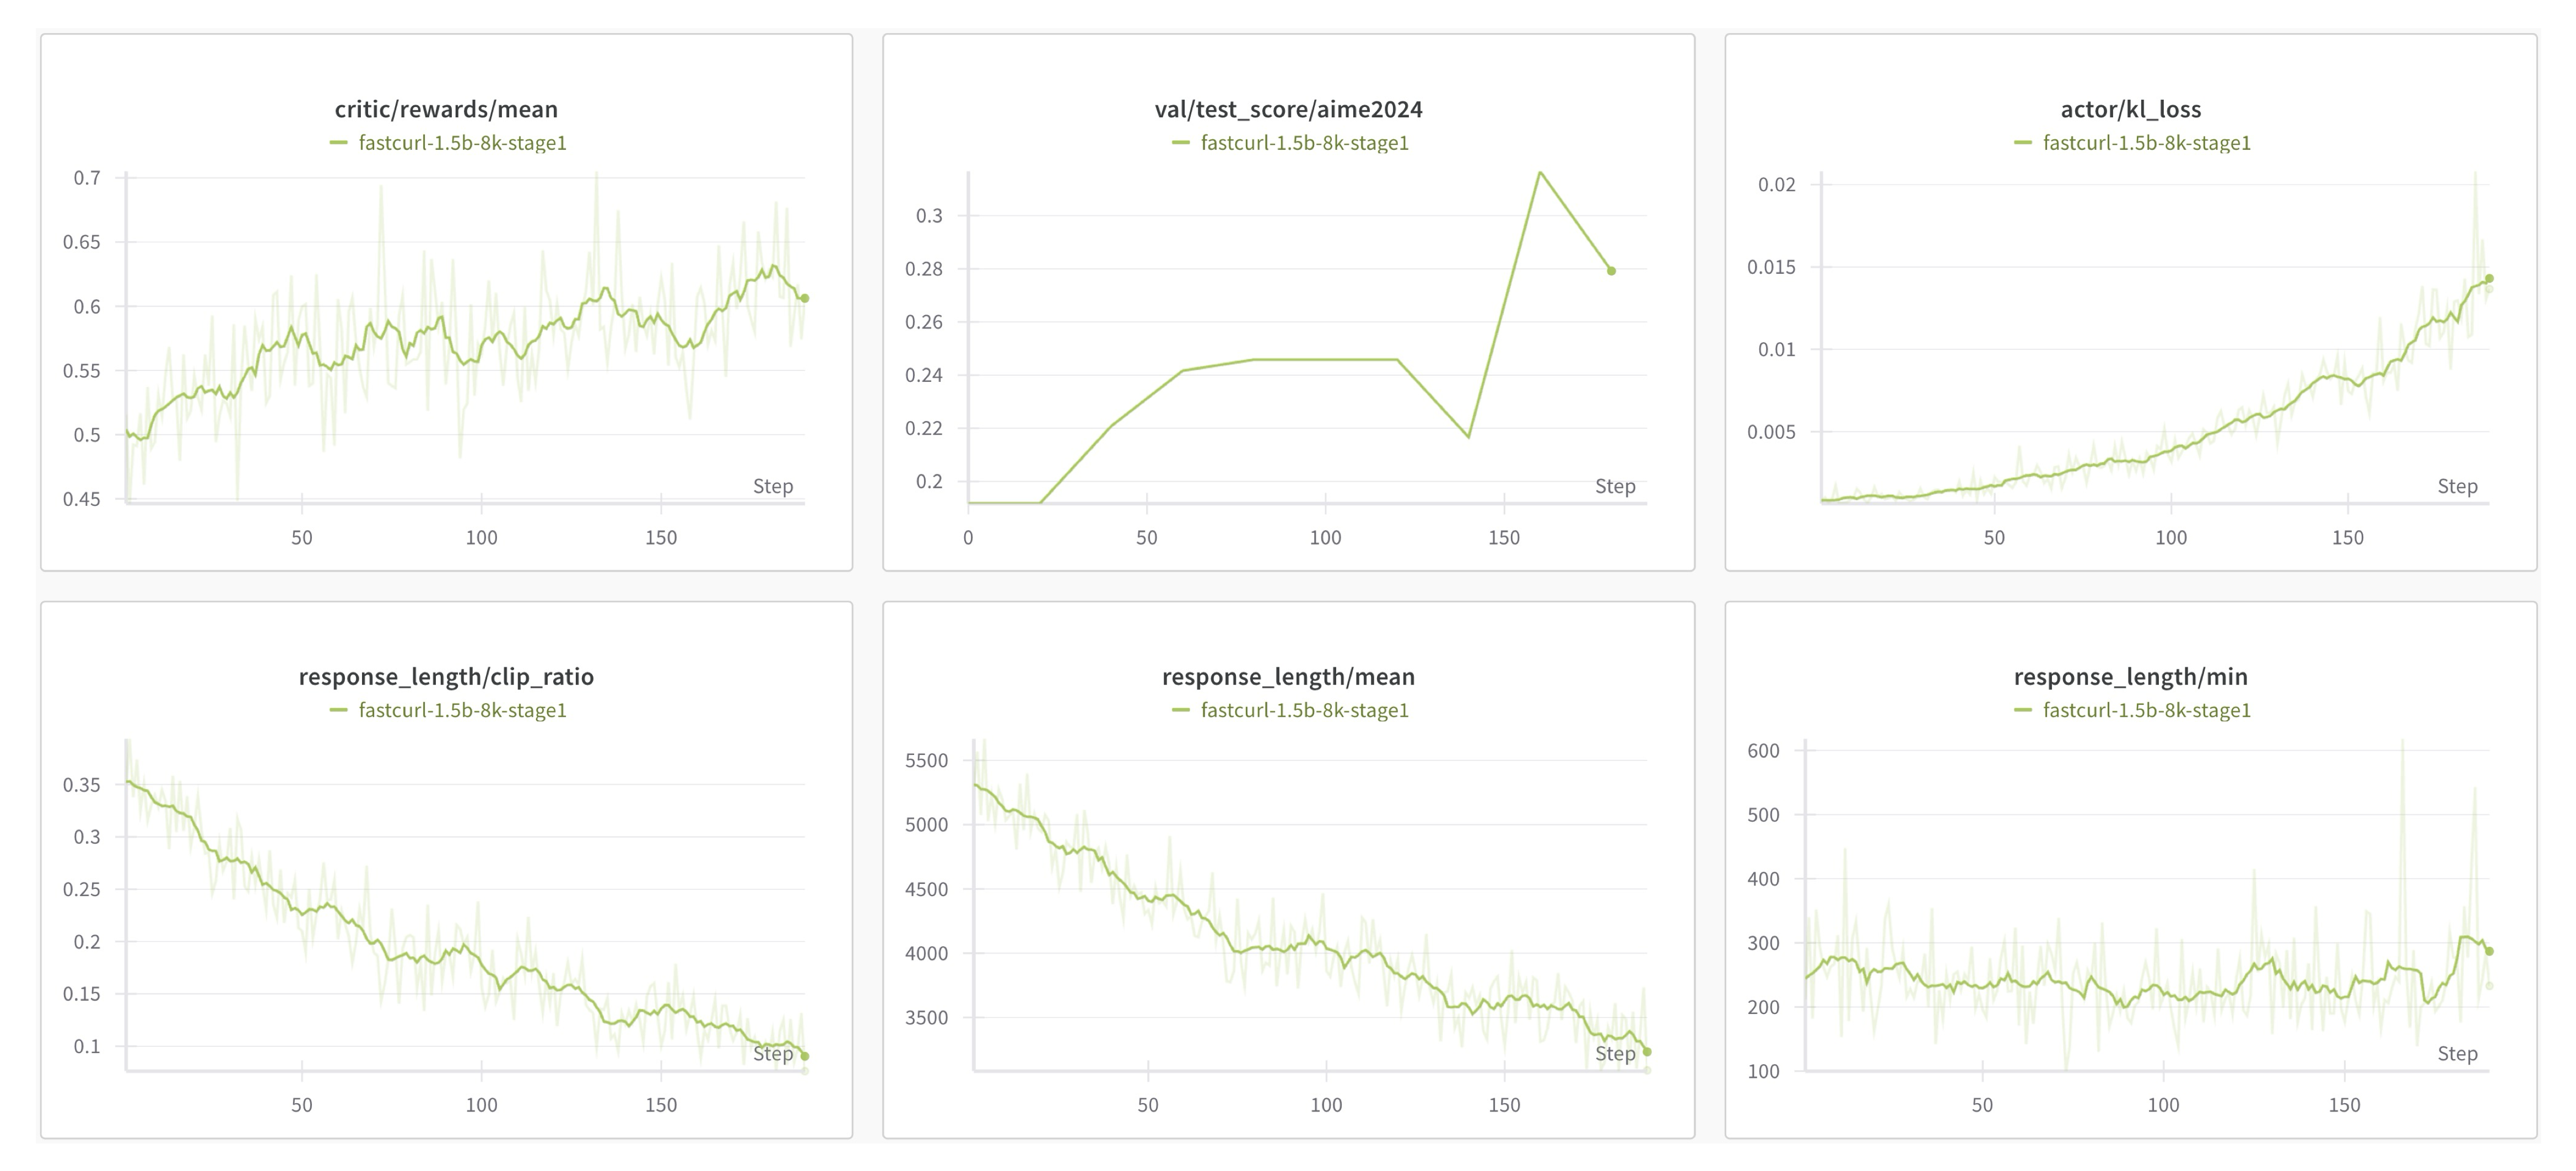 critic/rewards/mean
fastcurl-1.5b-8k-stage1
0.7
0.65
0.6
0.55
0.5
0.45
Step
50 100 150
val/test_score/aime2024
fastcurl-1.5b-8k-stage1
0.3
0.28
0.26
0.24
0.22
0.2
Step
0 50 100 150
actor/kl_loss
fastcurl-1.5b-8k-stage1
0.02
0.015
0.01
0.005
Step
50 100 150
response_length/clip_ratio
fastcurl-1.5b-8k-stage1
0.35
0.3
0.25
0.2
0.15
0.1
Step
50 100 150
response_length/mean
fastcurl-1.5b-8k-stage1
5500
5000
4500
4000
3500
Step
50 100 150
response_length/min
fastcurl-1.5b-8k-stage1
600
500
400
300
200
100
Step
50 100 150